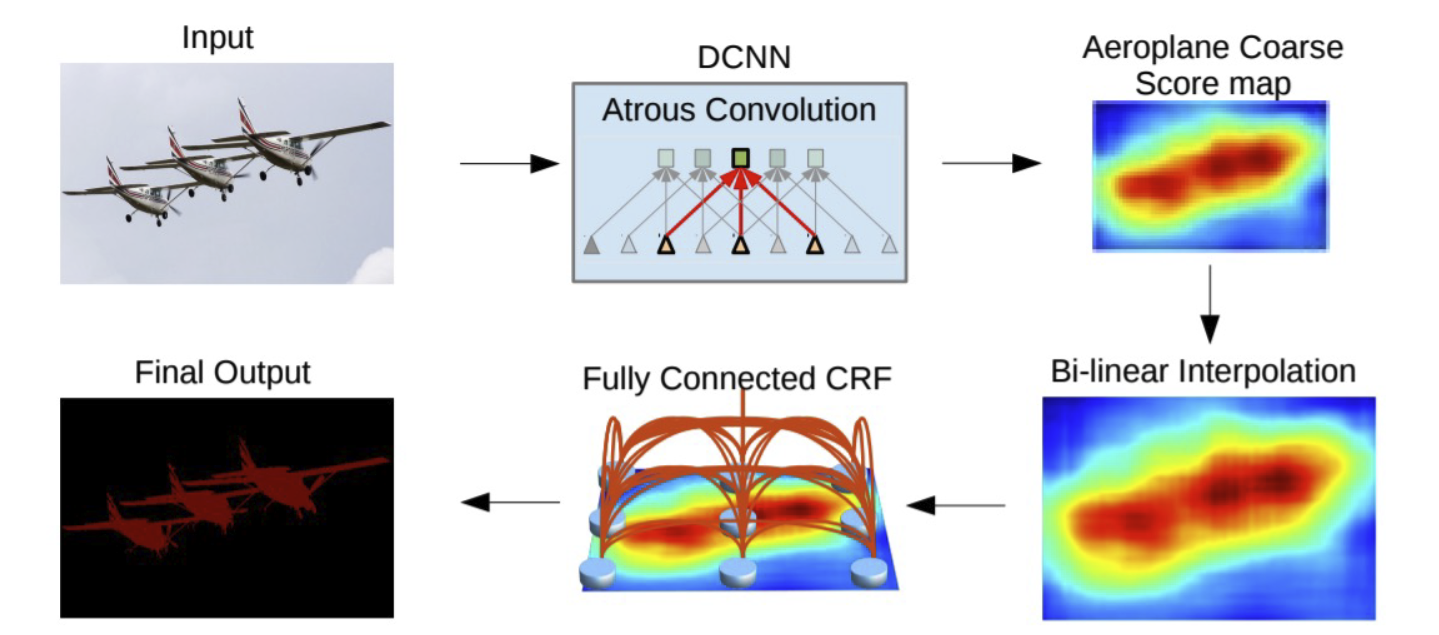 Input
DCNN
Atrous Convolution
Aeroplane Coarse
Score map
Final Output
Fully Connected CRF
Bi-linear Interpolation